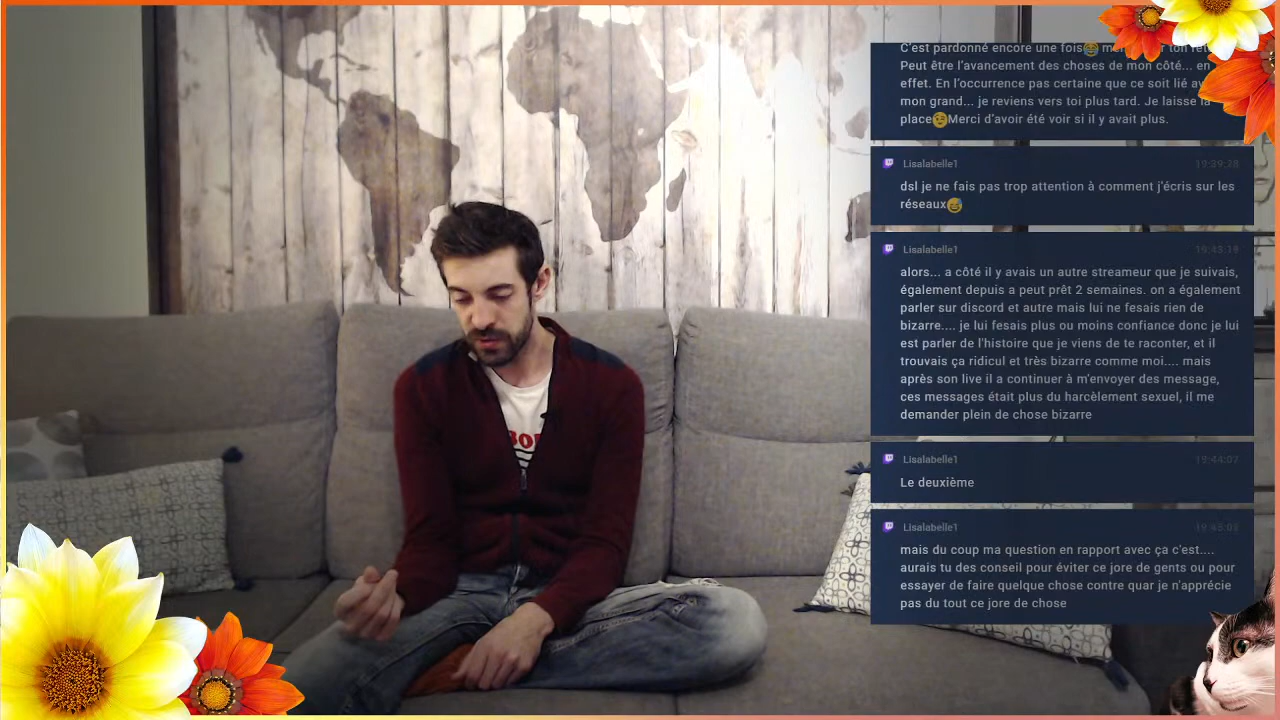 C'est pardonné encore une fois😂
Peut être l'avancement des choses de mon côté... en
effet. En l'occurrence pas certaine que ce soit lié
mon grand... je reviens vers toi plus tard. Je laisse la
place😉Merci d'avoir été voir si il y avait plus.
Lisalabelle1 19:39:28
dsl je ne fais pas trop attention à comment j'écris sur les
réseaux😅
Lisalabelle1 19:43:18
alors... a côté il y avais un autre streameur que je suivais,
également depuis a peut prêt 2 semaines. on a également
parler sur discord et autre mais lui ne fesais rien de
bizarre.... je lui fesais plus ou moins confiance donc je lui
est parler de l'histoire que je viens de te raconter, et il
trouvais ça ridicul et très bizarre comme moi.... mais
après son live il a continuer à m'envoyer des message,
ces messages était plus du harcèlement sexuel, il me
demander plein de chose bizarre
Lisalabelle1 19:44:07
Le deuxième
Lisalabelle1
mais du coup ma question en rapport avec ça c'est....
aurais tu des conseil pour éviter ce jore de gents ou pour
essayer de faire quelque chose contre quar je n'apprécie
pas du tout ce jore de chose